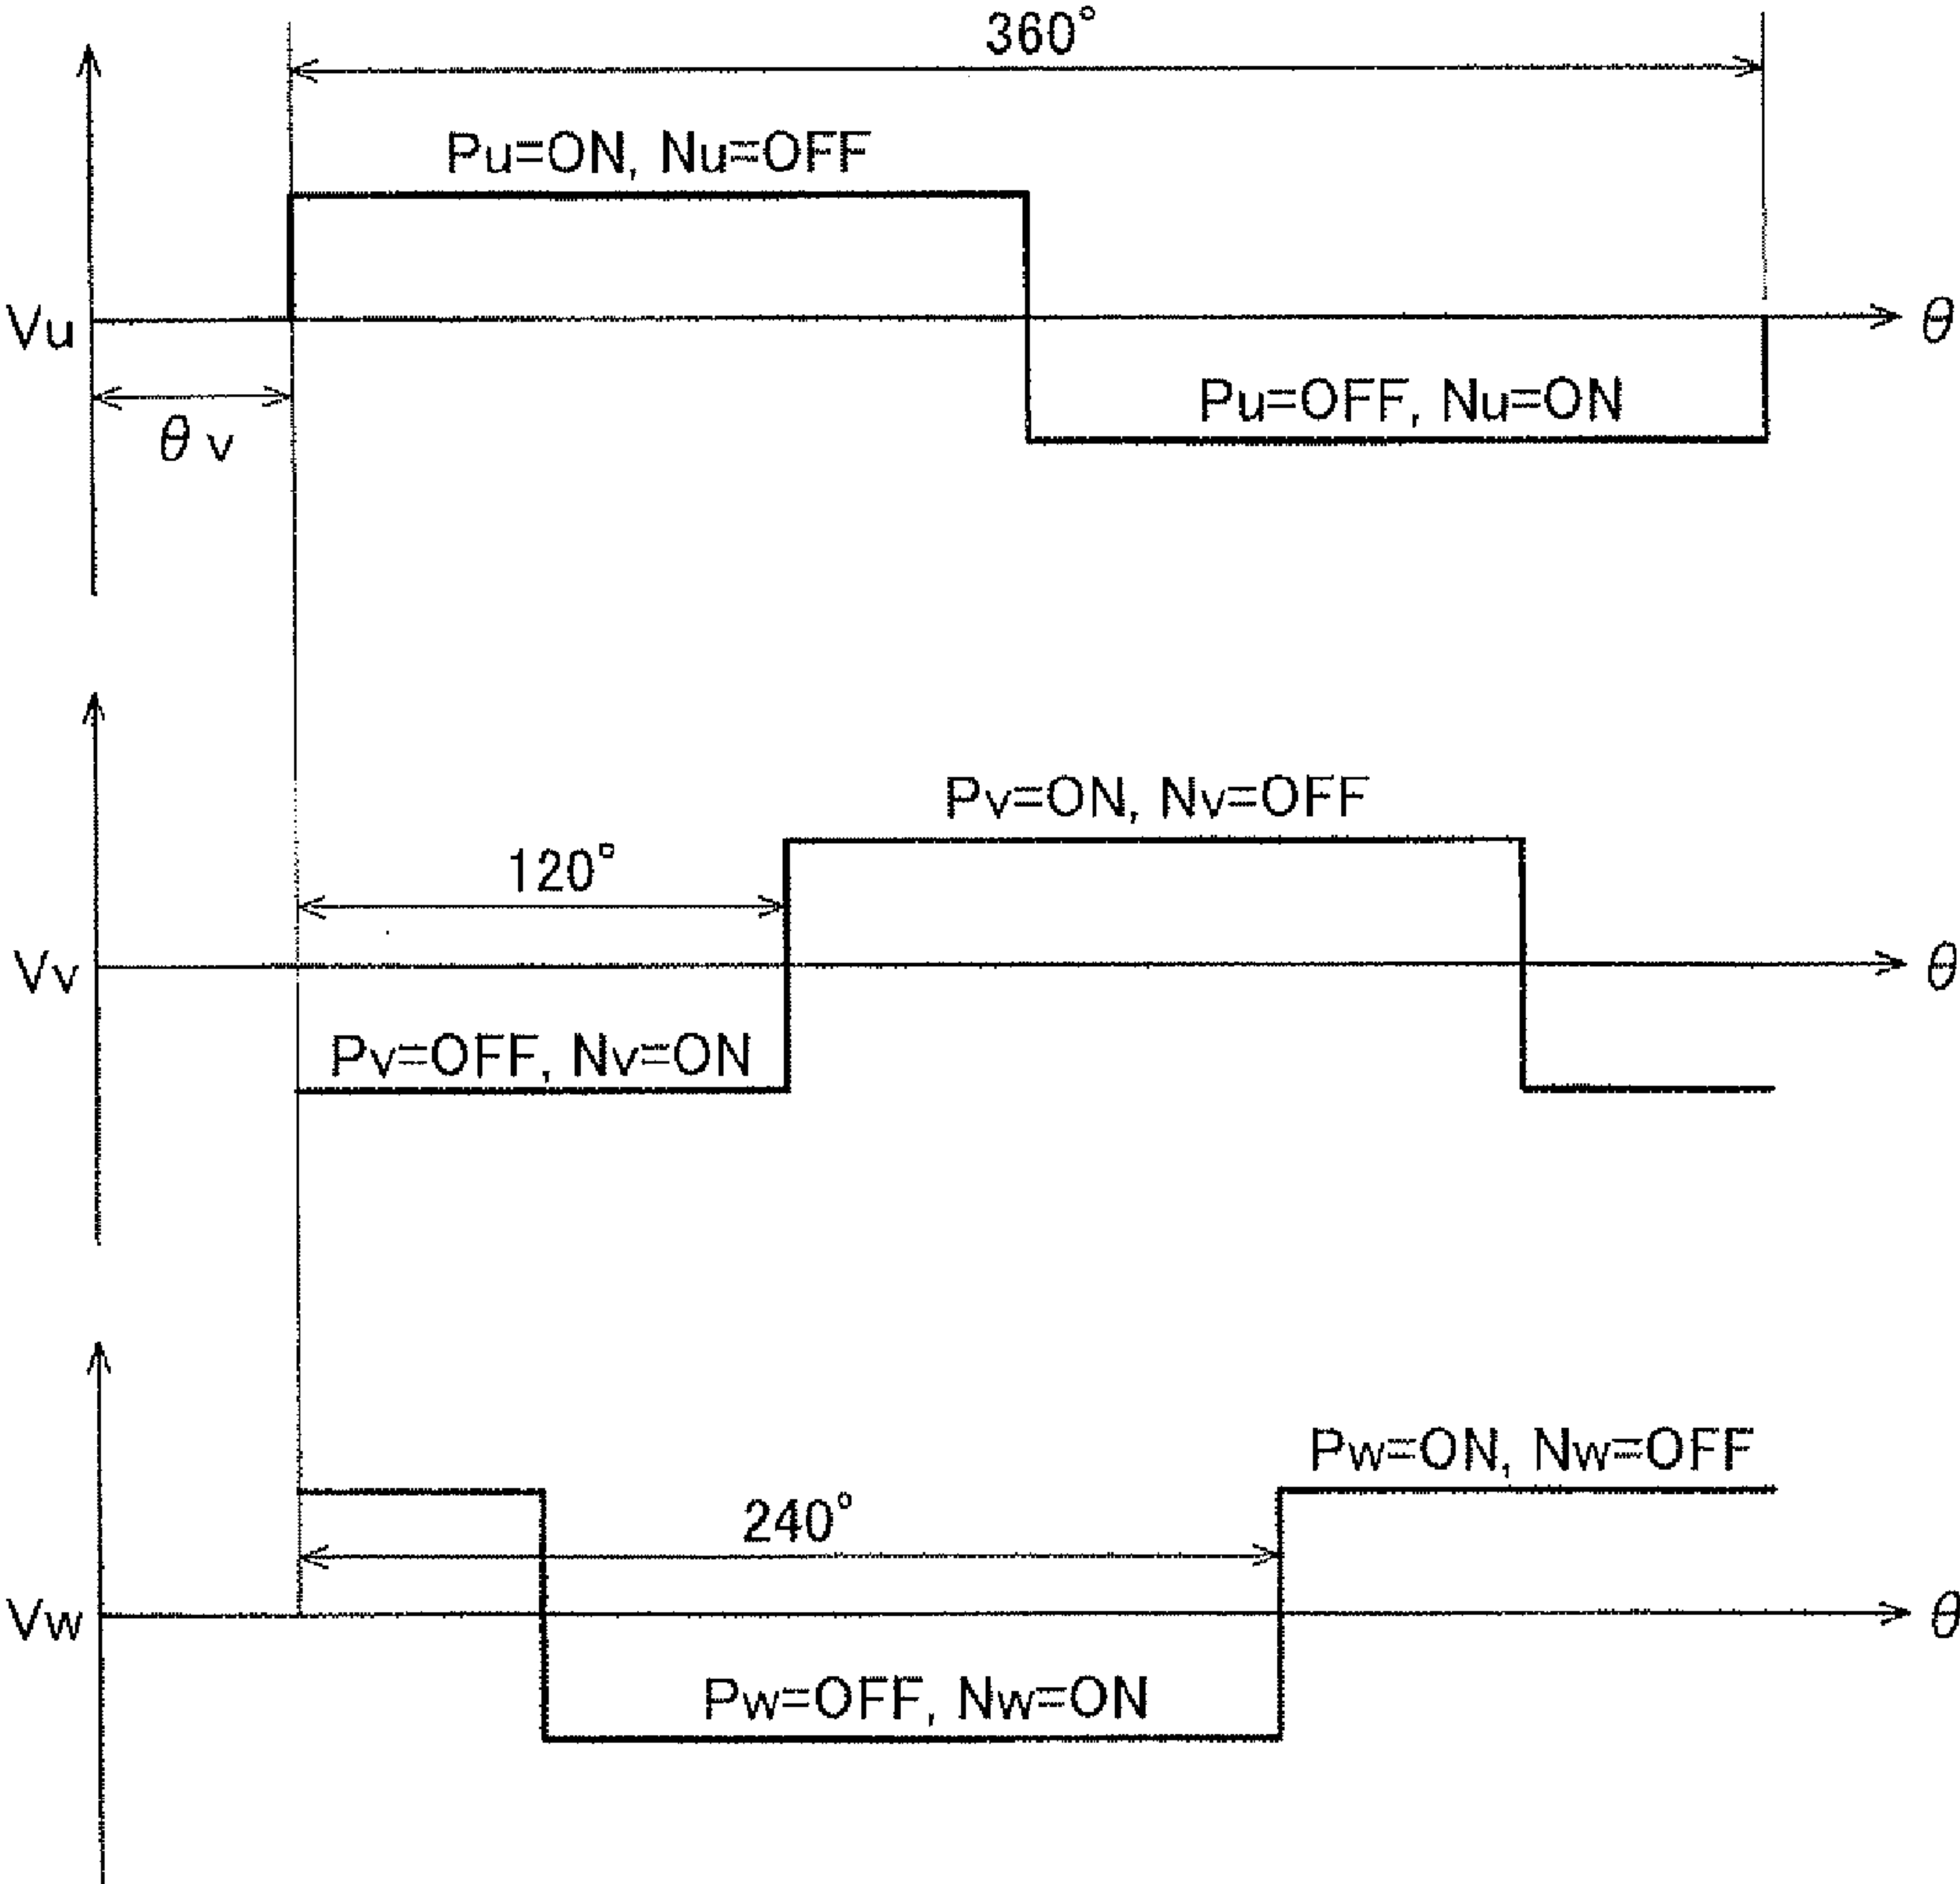 360°
Pu=ON, Nu=OFF
Vu
θ
Pu=OFF, Nu=ON
θv
Pv=ON, Nv=OFF
120°
Vv
θ
Pv=OFF, Nv=ON
Pw=ON, Nw=OFF
240°
Vw
θ
Pw=OFF, Nw=ON